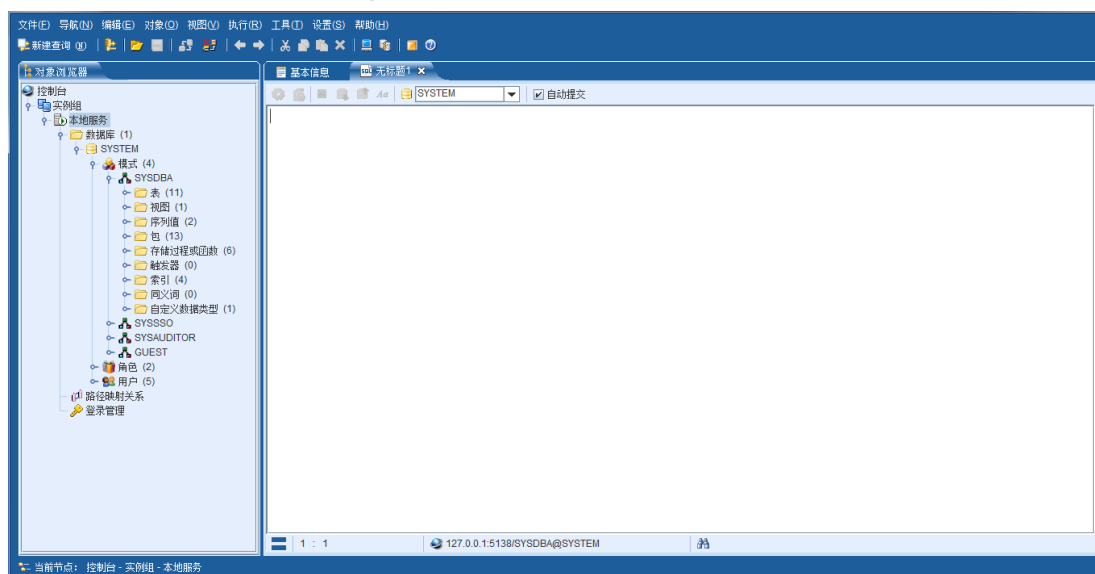 文件(F) 导航(N) 编辑(E) 对象(O) 视图(V) 执行(R) 工具(T) 设置(S) 帮助(H)
新建查询(X)
对象浏览器
基本信息
无标题1
控制台
SYSTEM
自动提交
实例组
本地服务
数据库 (1)
SYSTEM
模式 (4)
SYSDBA
表 (11)
视图 (1)
序列值 (2)
包 (13)
存储过程或函数 (6)
触发器 (0)
索引 (4)
同义词 (0)
自定义数据类型 (1)
SYSSSO
SYSAUDITOR
GUEST
角色 (2)
用户 (5)
路径映射关系
登录管理
1 : 1
127.0.0.1:5138/SYSDBA@SYSTEM
当前节点: 控制台 - 实例组 - 本地服务